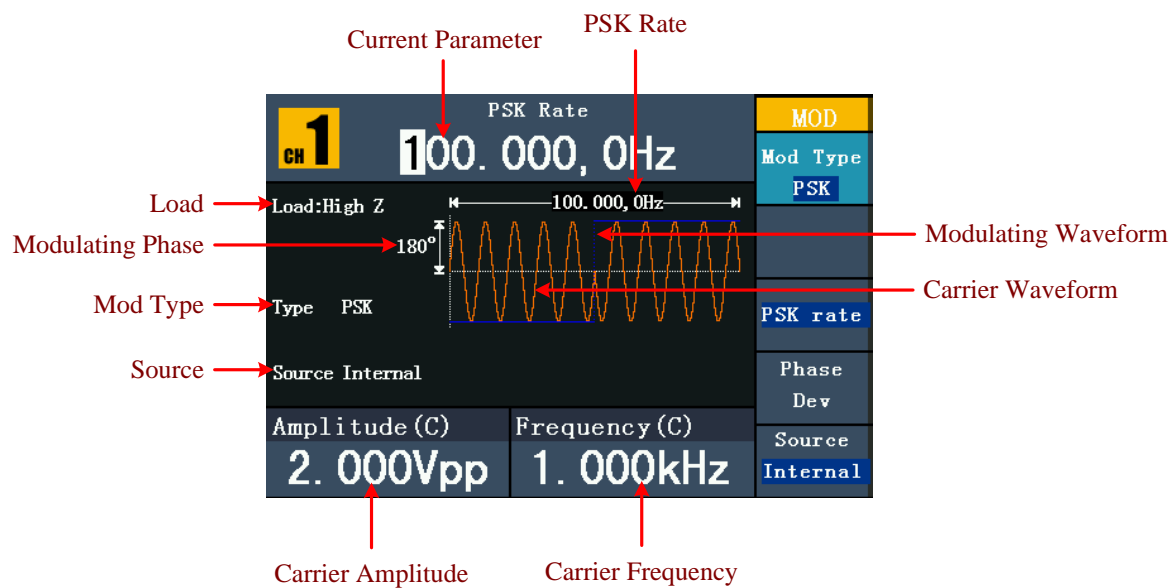 PSK Rate
Current Parameter
CH 1
PSK Rate
100.000,0Hz
MOD
Mod Type
PSK
Load
Load:High Z
100.000,0Hz
Modulating Phase
180°
Modulating Waveform
Carrier Waveform
Mod Type
Type PSK
PSK rate
Source
Source Internal
Phase
Dev
Amplitude(C)
Frequency(C)
2.000Vpp
1.000kHz
Source
Internal
Carrier Amplitude
Carrier Frequency